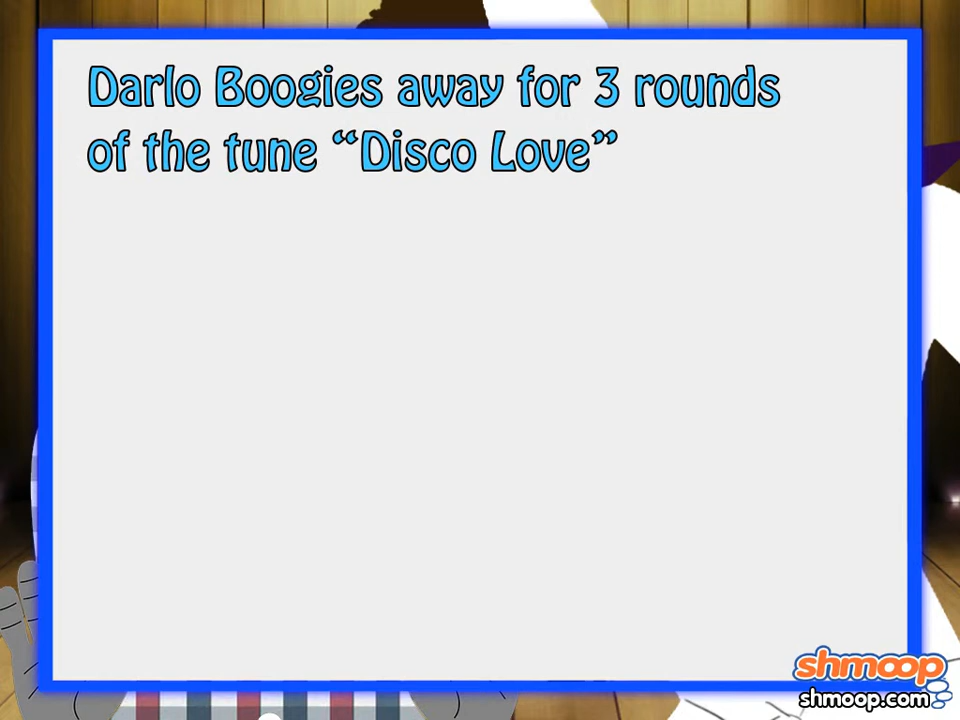 Darlo Boogies away for 3 rounds
of the tune “Disco Love”
shmoop
shmoop.com